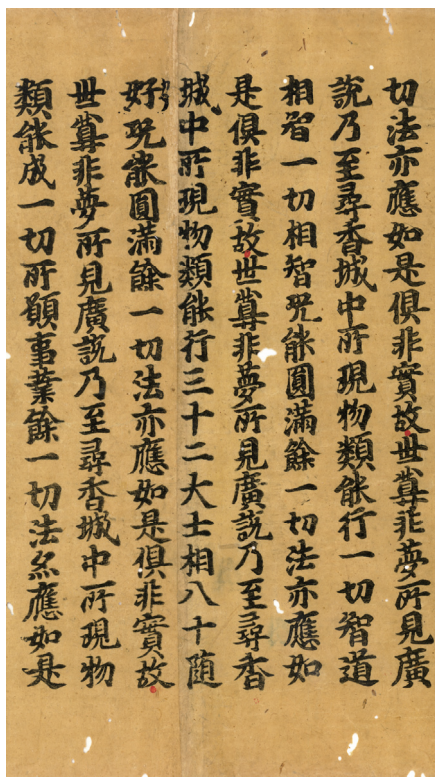 切法亦應如是俱非實故世尊非夢所見廣
說乃至尋香城中所現物類能行一切智道
相智一切相智況能圓滿餘一切法亦應如
是俱非實故世尊非夢所見廣說乃至尋香
城中所現物類能行三十二大士相八十随
好況能圓滿餘一切法亦應如是俱非實故
世尊非夢所見廣說乃至尋香城中所現物
類能成一切所願事業餘一切法亦應如是